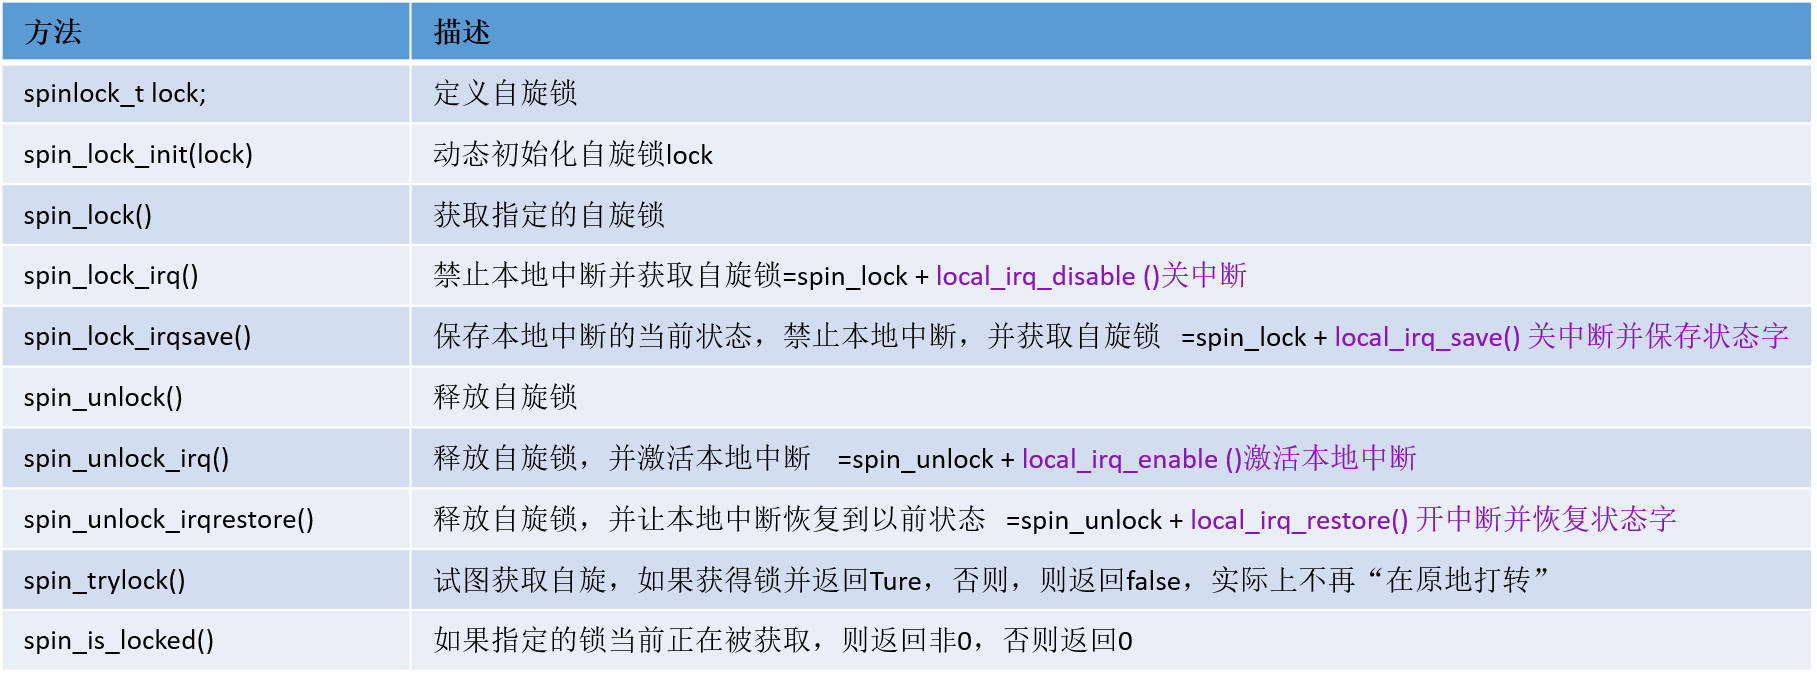 方法 描述
spinlock_t lock; 定义自旋锁
spin_lock_init(lock) 动态初始化自旋锁lock
spin_lock() 获取指定的自旋锁
spin_lock_irq() 禁止本地中断并获取自旋锁=spin_lock + local_irq_disable ()关中断
spin_lock_irqsave() 保存本地中断的当前状态，禁止本地中断，并获取自旋锁 =spin_lock + local_irq_save() 关中断并保存状态字
spin_unlock() 释放自旋锁
spin_unlock_irq() 释放自旋锁，并激活本地中断 =spin_unlock + local_irq_enable ()激活本地中断
spin_unlock_irqrestore() 释放自旋锁，并让本地中断恢复到以前状态 =spin_unlock + local_irq_restore() 开中断并恢复状态字
spin_trylock() 试图获取自旋，如果获得锁并返回Ture，否则，则返回false，实际上不再“在原地打转”
spin_is_locked() 如果指定的锁当前正在被获取，则返回非0，否则返回0